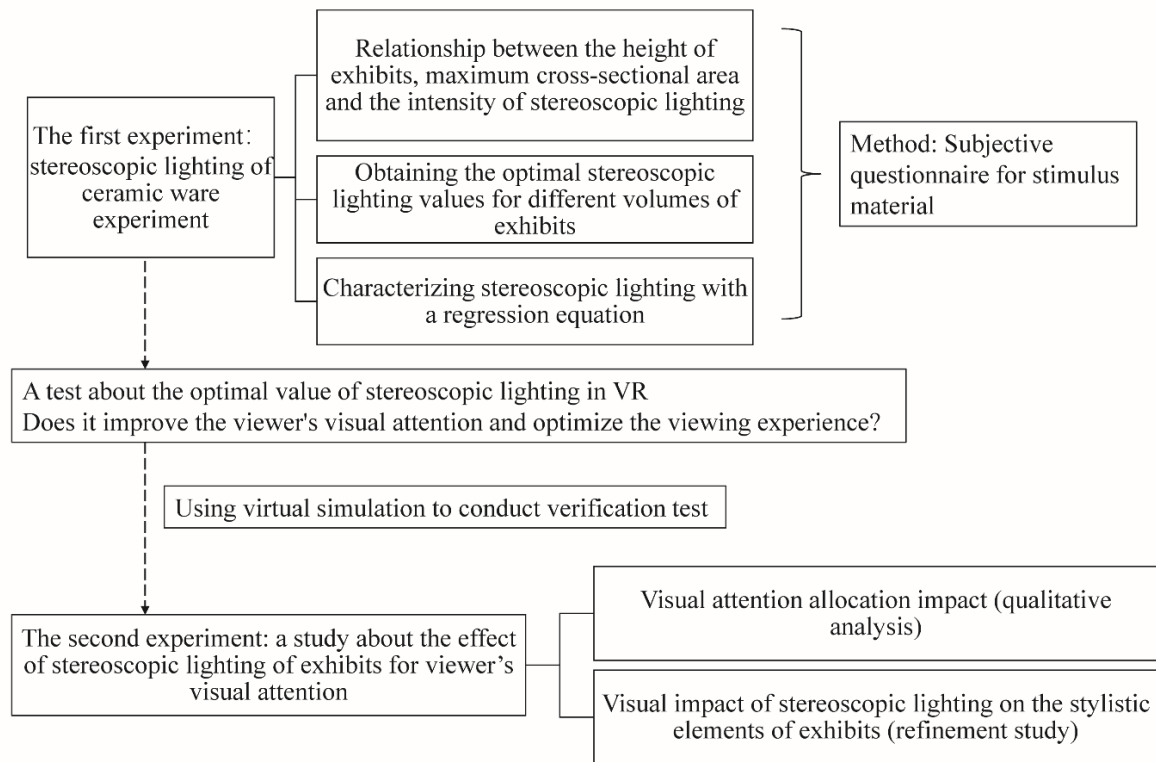 Relationship between the height of
exhibits, maximum cross-sectional area
and the intensity of stereoscopic lighting
The first experiment:
stereoscopic lighting of
ceramic ware
experiment
Obtaining the optimal stereoscopic
lighting values for different volumes of
exhibits
Characterizing stereoscopic lighting with
a regression equation
Method: Subjective
questionnaire for stimulus
material
A test about the optimal value of stereoscopic lighting in VR
Does it improve the viewer's visual attention and optimize the viewing experience?
Using virtual simulation to conduct verification test
The second experiment: a study about the effect
of stereoscopic lighting of exhibits for viewer’s
visual attention
Visual attention allocation impact (qualitative
analysis)
Visual impact of stereoscopic lighting on the stylistic
elements of exhibits (refinement study)